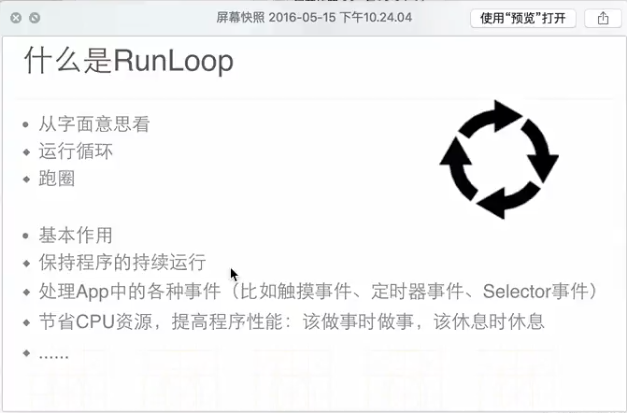 屏幕快照 2016-05-15 下午10.24.04
使用“预览”打开
什么是RunLoop
从字面意思看
运行循环
跑圈
基本作用
保持程序的持续运行
处理App中的各种事件（比如触摸事件、定时器事件、Selector事件）
节省CPU资源，提高程序性能：该做事时做事，该休息时休息
......